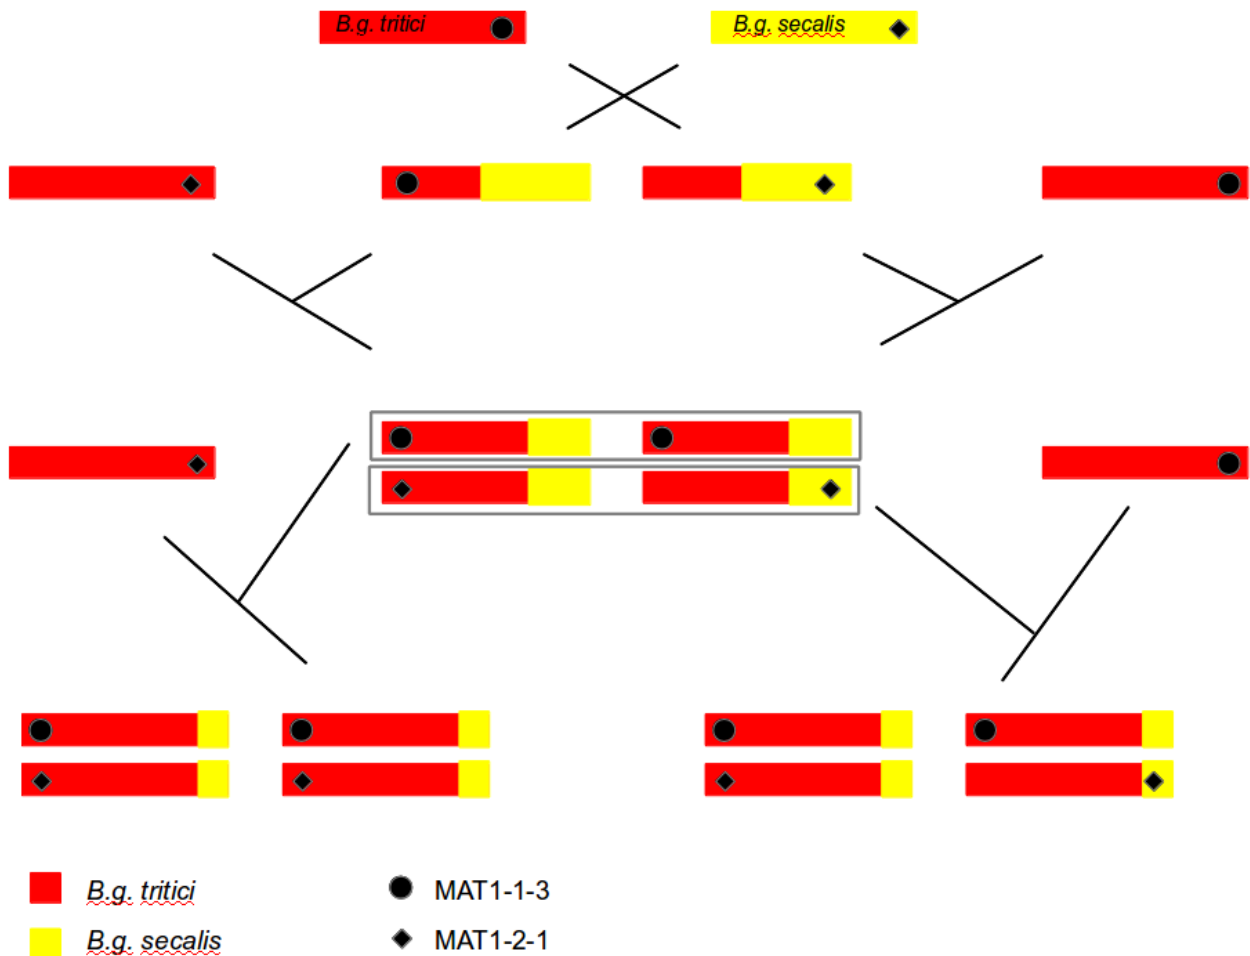 B.g. tritici
B.g. secalis
B.g. tritici
MAT1-1-3
B.g. secalis
MAT1-2-1